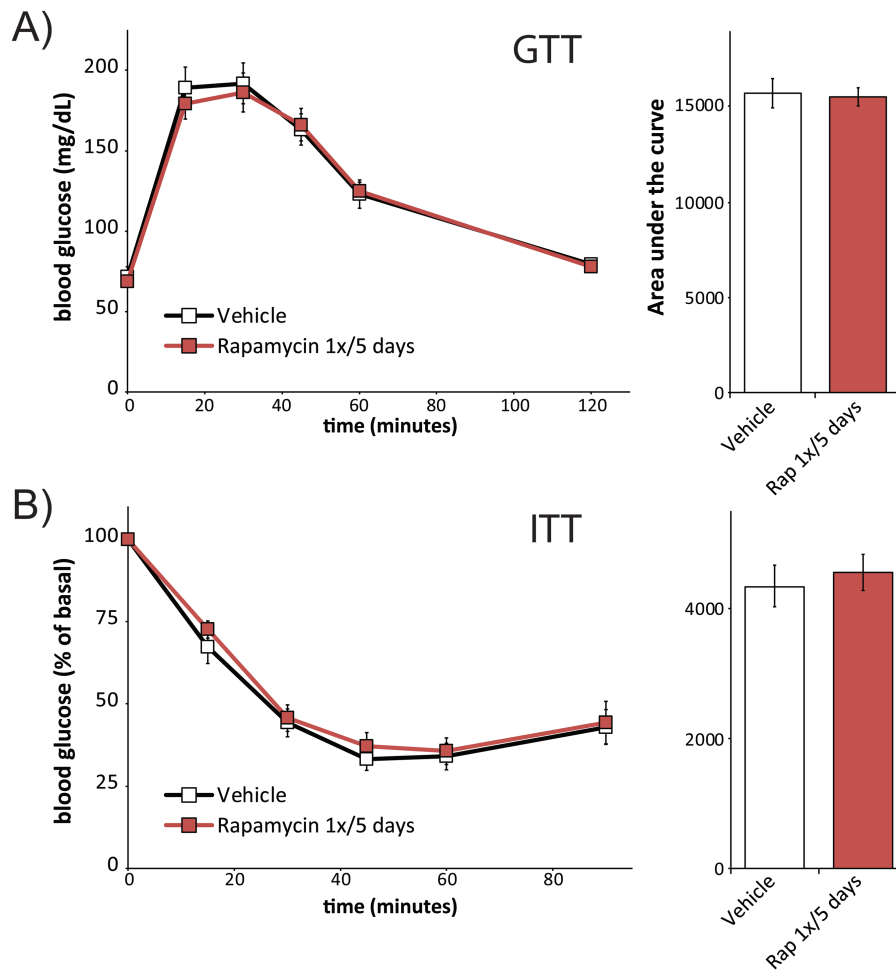 A)
GTT
blood glucose (mg/dL)
200
150
100
50
0
Vehicle
Rapamycin 1x/5 days
0 20 40 60 80 100 120
time (minutes)
Area under the curve
15000
10000
5000
0
Vehicle
Rap 1x/5 days
B)
ITT
blood glucose (% of basal)
100
75
50
25
0
Vehicle
Rapamycin 1x/5 days
0 20 40 60 80
time (minutes)
4000
2000
0
Vehicle
Rap 1x/5 days